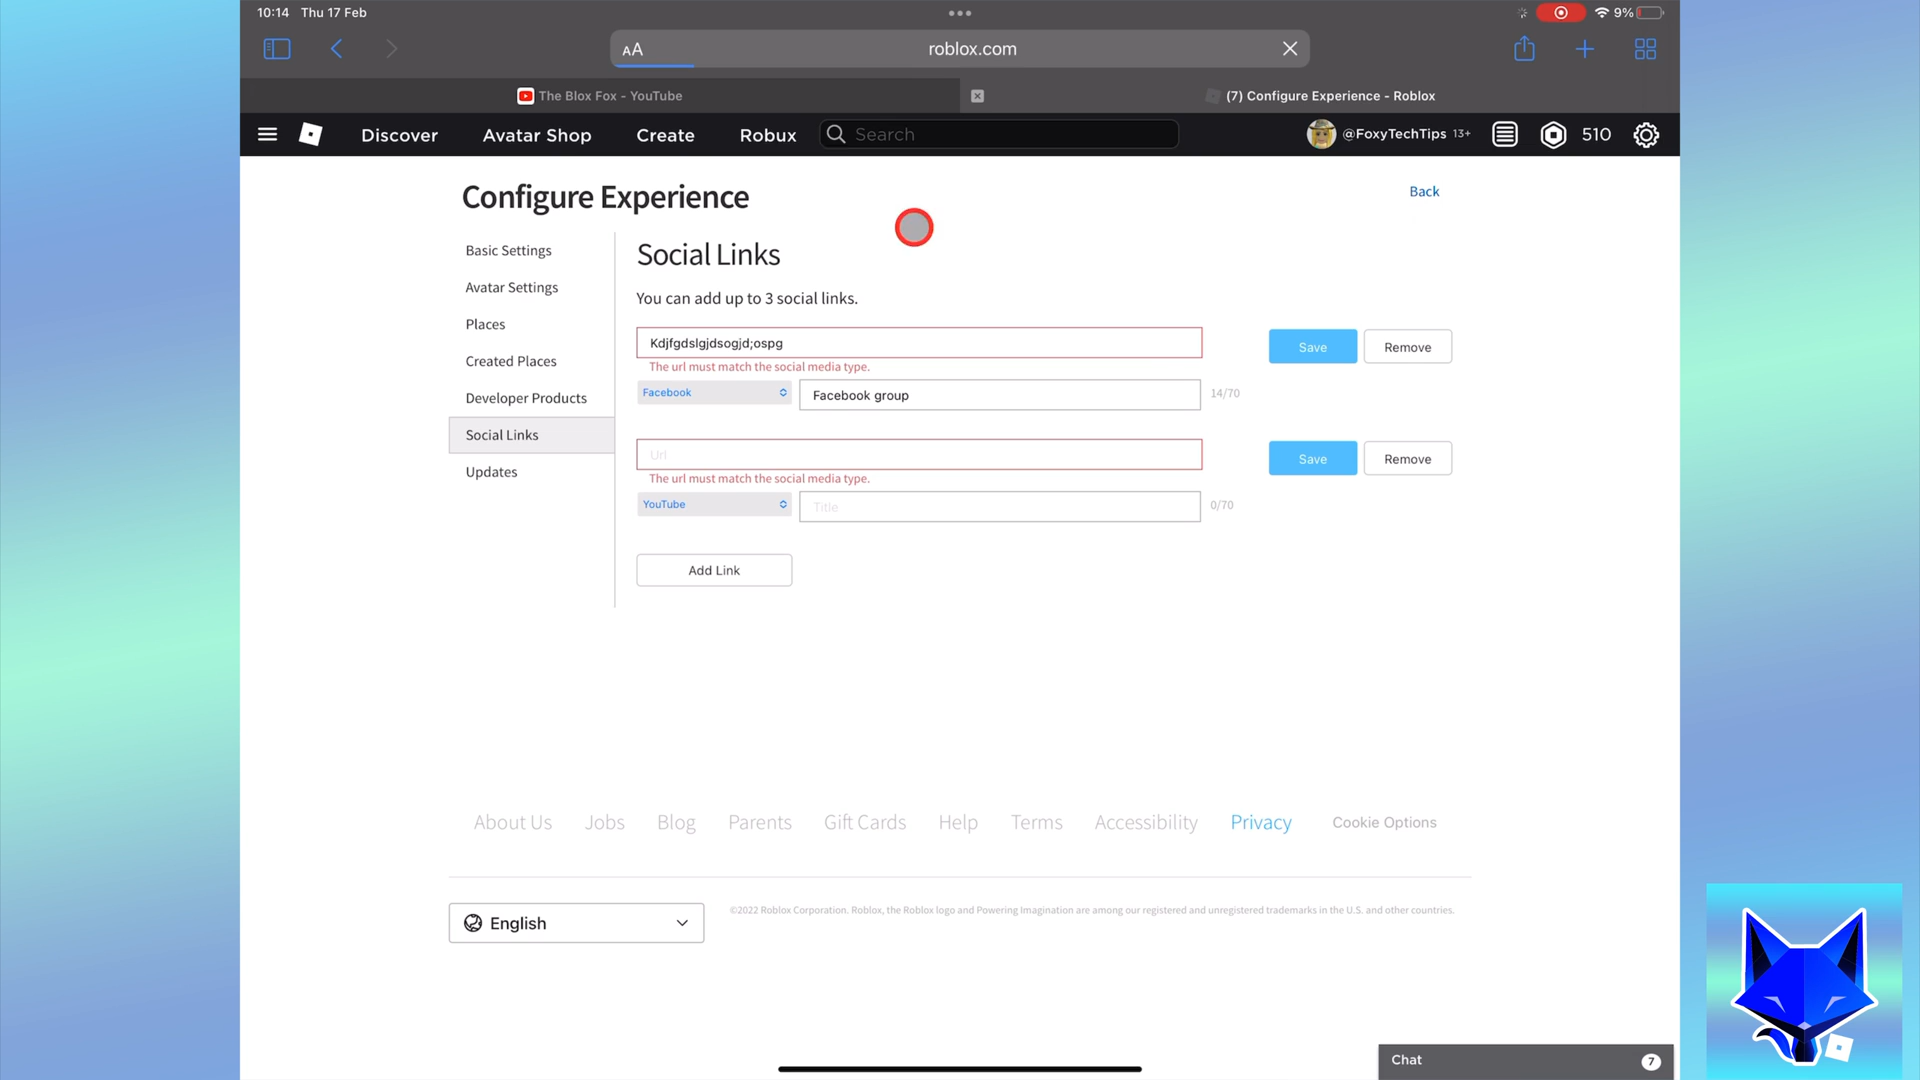 10:14 Thu 17 Feb
9%
AA
roblox.com
The Blox Fox - YouTube
(7) Configure Experience - Roblox
Discover
Avatar Shop
Create
Robux
Search
@FoxyTechTips 13+
510
Configure Experience
Back
Basic Settings
Avatar Settings
Places
Created Places
Developer Products
Social Links
Updates
Social Links
You can add up to 3 social links.
Kdjfgdslgjdsogjd;ospg
Save
Remove
The url must match the social media type.
Facebook
Facebook group
14/70
Url
Save
Remove
The url must match the social media type.
YouTube
Title
0/70
Add Link
About Us
Jobs
Blog
Parents
Gift Cards
Help
Terms
Accessibility
Privacy
Cookie Options
English
©2022 Roblox Corporation. Roblox, the Roblox logo and Powering Imagination are among our registered and unregistered trademarks in the U.S. and other countries.
Chat
7